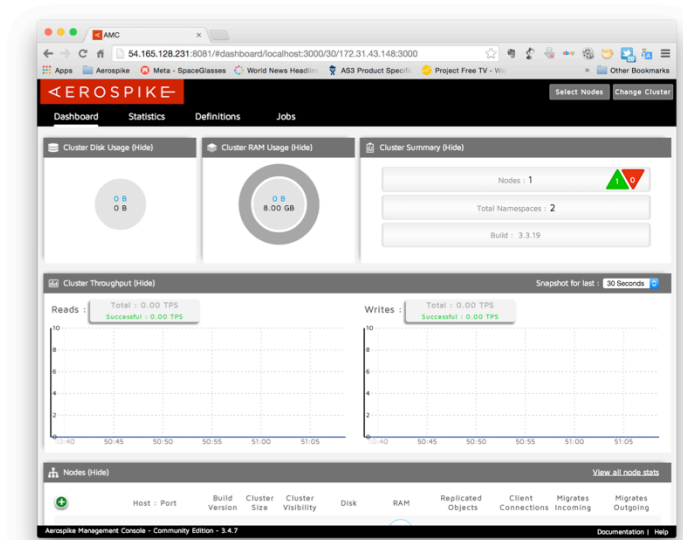 AMC
54.165.128.231:8081/#dashboard/localhost:3000/30/172.31.43.148:3000
Apps Aerospike Meta - SpaceGlasses World News Headlin AS3 Product Specific Project Free TV - W » Other Bookmarks
AEROSPIKE
Select Nodes Change Cluster
Dashboard Statistics Definitions Jobs
Cluster Disk Usage (Hide) Cluster RAM Usage (Hide) Cluster Summary (Hide)
0 B
0 B
0 B
8.00 GB
Nodes : 1 1 0
Total Namespaces : 2
Build : 3.3.19
Cluster Throughput (Hide) Snapshot for last : 30 Seconds
Reads : Total : 0.00 TPS
Successful : 0.00 TPS
10
8
6
4
2
0
50:40 50:45 50:50 50:55 51:00 51:05
Writes : Total : 0.00 TPS
Successful : 0.00 TPS
10
8
6
4
2
0
50:40 50:45 50:50 50:55 51:00 51:05
Nodes (Hide) View all node stats
Host : Port Build Version Cluster Size Cluster Visibility Disk RAM Replicated Objects Client Connections Migrates Incoming Migrates Outgoing
Aerospike Management Console - Community Edition - 3.4.7 Documentation | Help